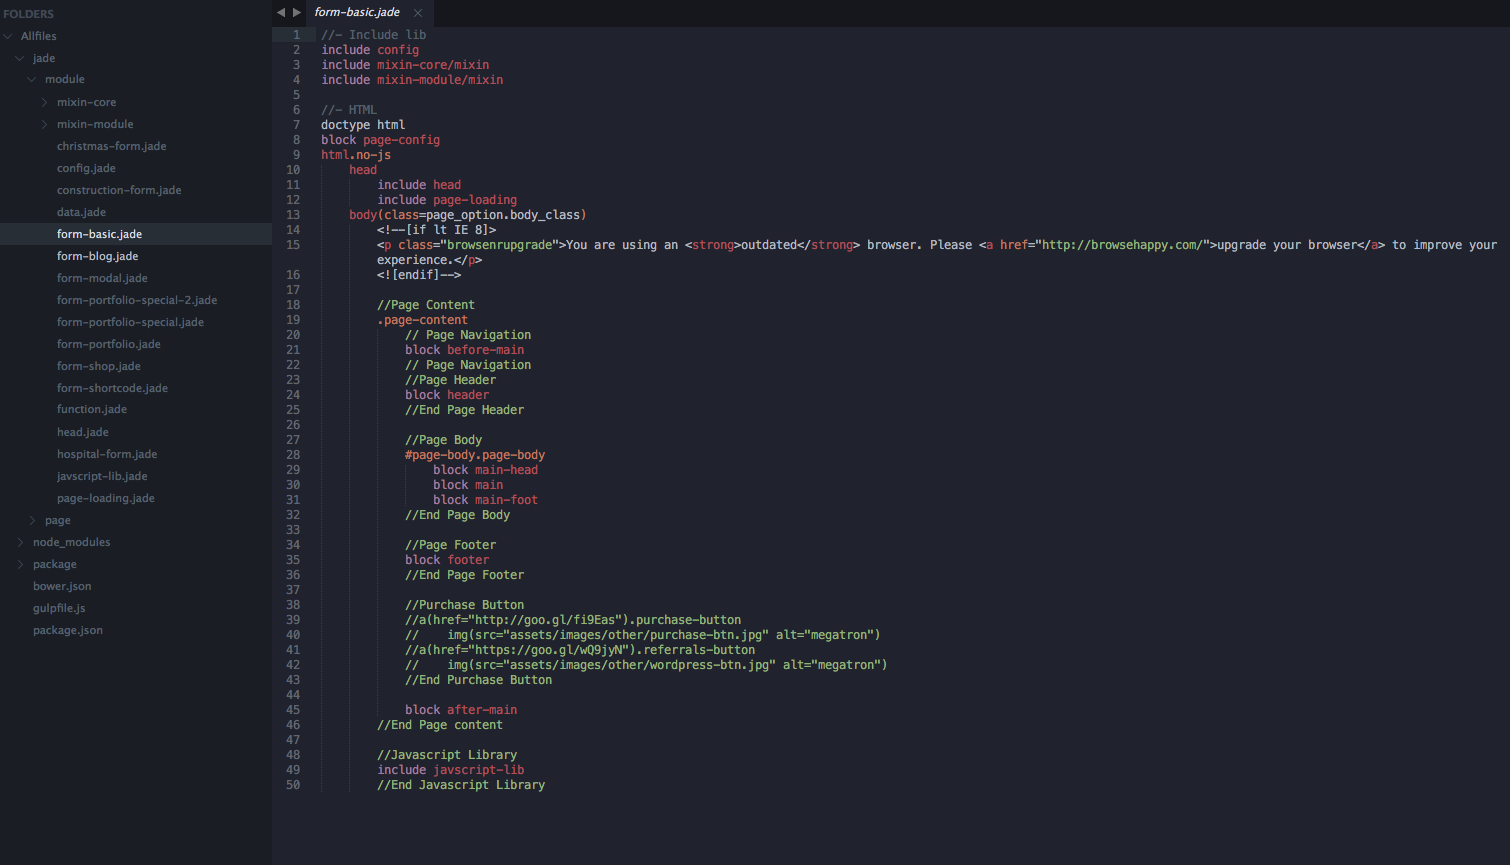 FOLDERS
Allfiles
jade
module
mixin-core
mixin-module
christmas-form.jade
config.jade
construction-form.jade
data.jade
form-basic.jade
form-blog.jade
form-modal.jade
form-portfolio-special-2.jade
form-portfolio-special.jade
form-portfolio.jade
form-shop.jade
form-shortcode.jade
function.jade
head.jade
hospital-form.jade
javscript-lib.jade
page-loading.jade
page
node_modules
package
bower.json
gulpfile.js
package.json
form-basic.jade
1 //- Include lib
2 include config
3 include mixin-core/mixin
4 include mixin-module/mixin
5
6 //- HTML
7 doctype html
8 block page-config
9 html.no-js
10 head
11 include head
12 include page-loading
13 body(class=page_option.body_class)
14 <!--[if lt IE 8]>
15 <p class="browsenrupgrade">You are using an <strong>outdated</strong> browser. Please <a href="http://browsehappy.com/">upgrade your browser</a> to improve your
experience.</p>
16 <![endif]-->
17
18 //Page Content
19 .page-content
20 // Page Navigation
21 block before-main
22 // Page Navigation
23 //Page Header
24 block header
25 //End Page Header
26
27 //Page Body
28 #page-body.page-body
29 block main-head
30 block main
31 block main-foot
32 //End Page Body
33
34 //Page Footer
35 block footer
36 //End Page Footer
37
38 //Purchase Button
39 //a(href="http://goo.gl/fi9Eas").purchase-button
40 // img(src="assets/images/other/purchase-btn.jpg" alt="megatron")
41 //a(href="https://goo.gl/wQ9jyN").referrals-button
42 // img(src="assets/images/other/wordpress-btn.jpg" alt="megatron")
43 //End Purchase Button
44
45 block after-main
46 //End Page content
47
48 //Javascript Library
49 include javscript-lib
50 //End Javascript Library